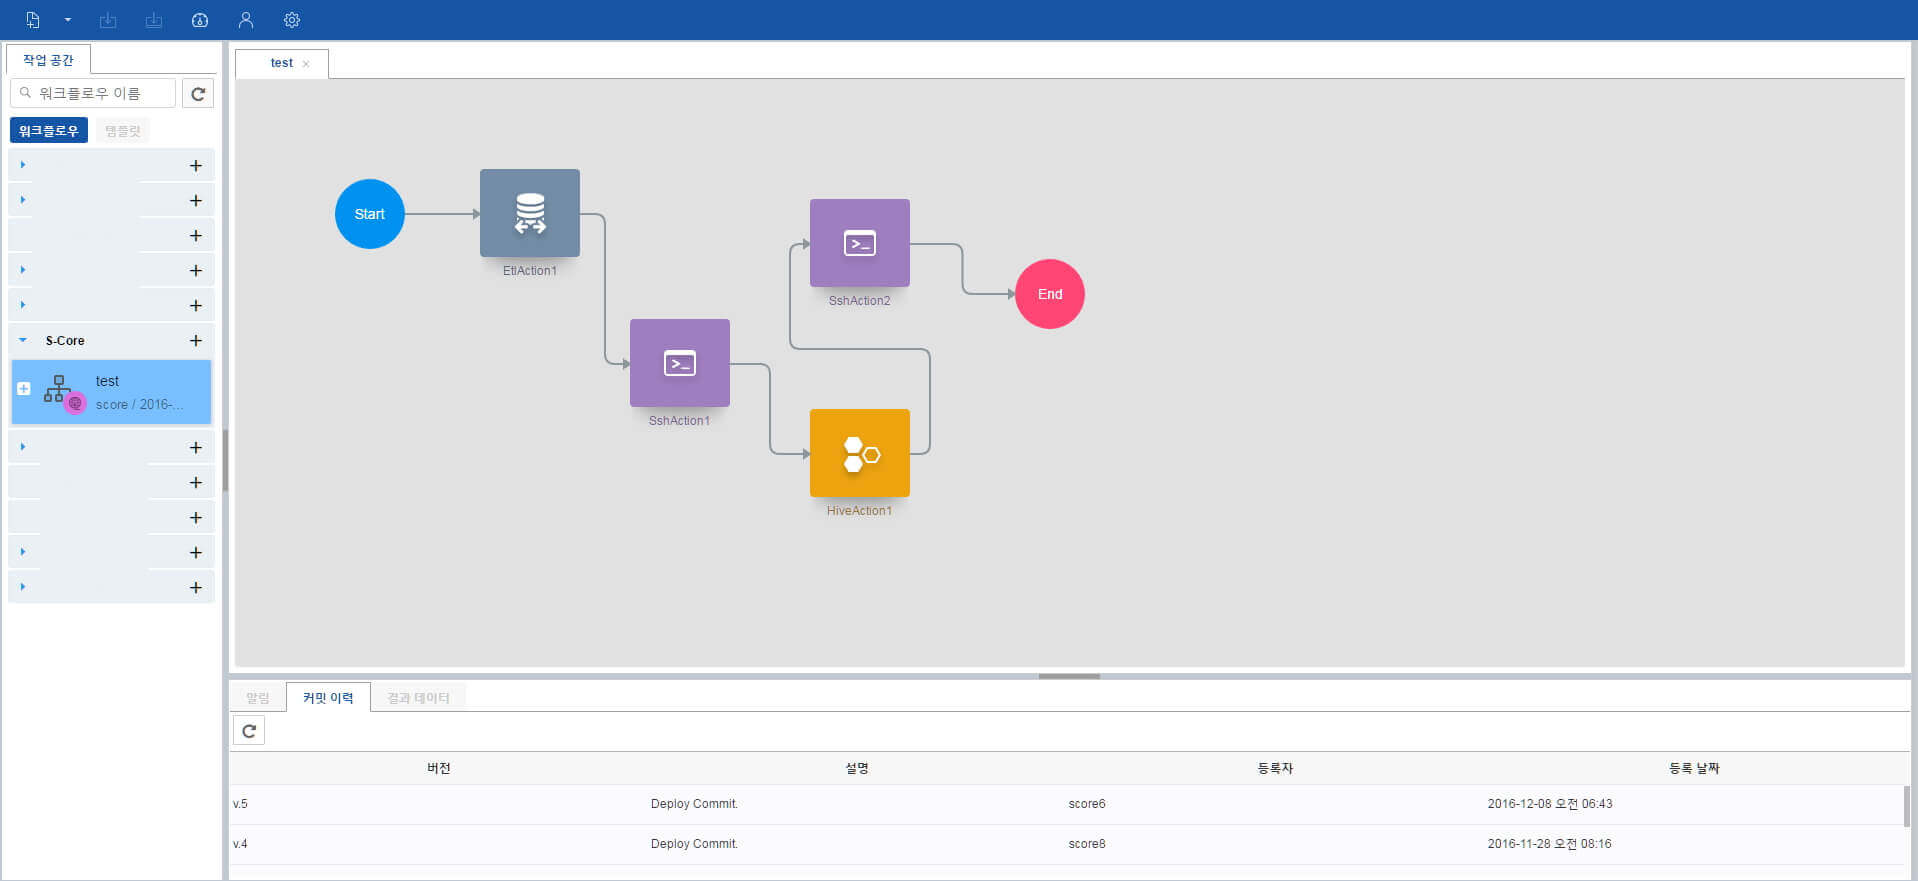 작업 공간
test ×
워크플로우 이름
워크플로우 템플릿
S-Core
test
score / 2016-...
Start
EtlAction1
SshAction1
SshAction2
HiveAction1
End
알림 커밋 이력 결과 데이터
버전 설명 등록자 등록 날짜
v.5 Deploy Commit. score6 2016-12-08 오전 06:43
v.4 Deploy Commit. score8 2016-11-28 오전 08:16